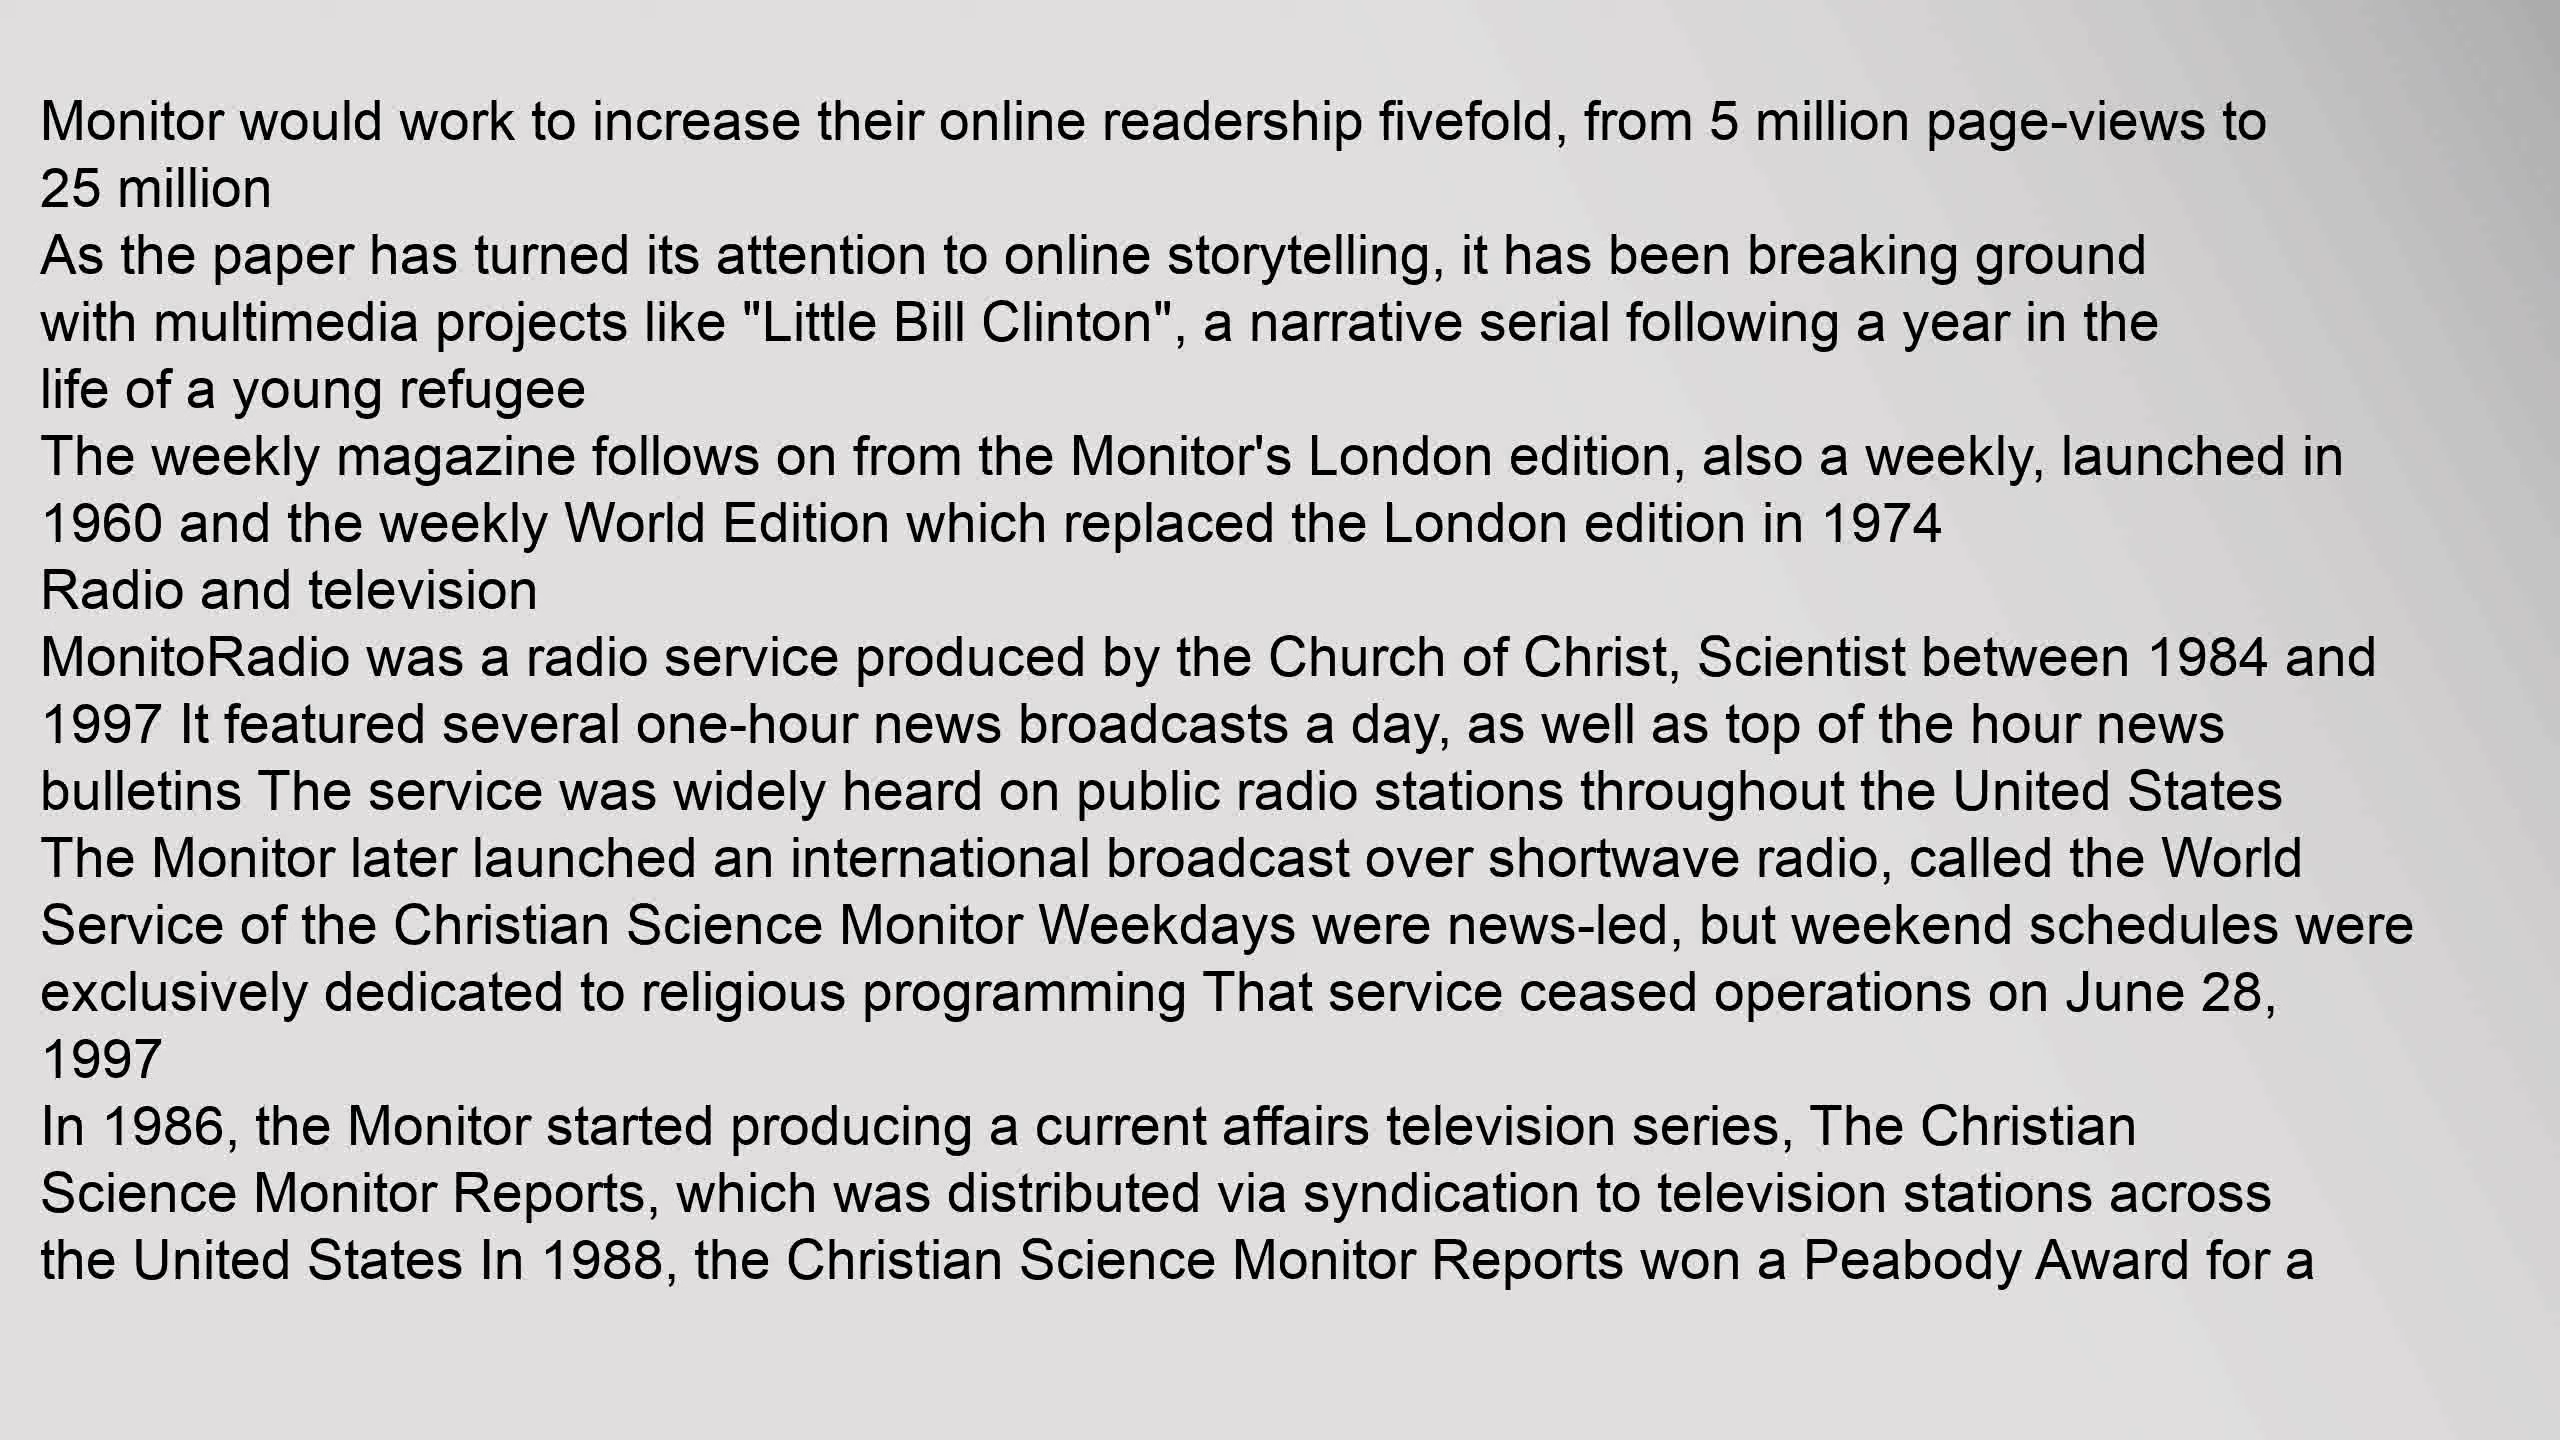 Monitor would work to increase their online readership fivefold, from 5 million page-views to
25 million
As the paper has turned its attention to online storytelling, it has been breaking ground
with multimedia projects like "Little Bill Clinton", a narrative serial following a year in the
life of a young refugee
The weekly magazine follows on from the Monitor's London edition, also a weekly, launched in
1960 and the weekly World Edition which replaced the London edition in 1974
Radio and television
MonitoRadio was a radio service produced by the Church of Christ, Scientist between 1984 and
1997 It featured several one-hour news broadcasts a day, as well as top of the hour news
bulletins The service was widely heard on public radio stations throughout the United States
The Monitor later launched an international broadcast over shortwave radio, called the World
Service of the Christian Science Monitor Weekdays were news-led, but weekend schedules were
exclusively dedicated to religious programming That service ceased operations on June 28,
1997
In 1986, the Monitor started producing a current affairs television series, The Christian
Science Monitor Reports, which was distributed via syndication to television stations across
the United States In 1988, the Christian Science Monitor Reports won a Peabody Award for a